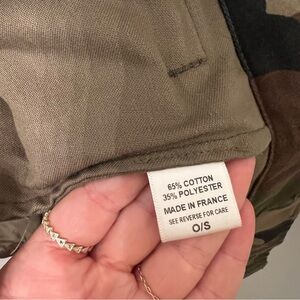 65% COTTON
35% POLYESTER
MADE IN FRANCE
SEE REVERSE FOR CARE
O/S